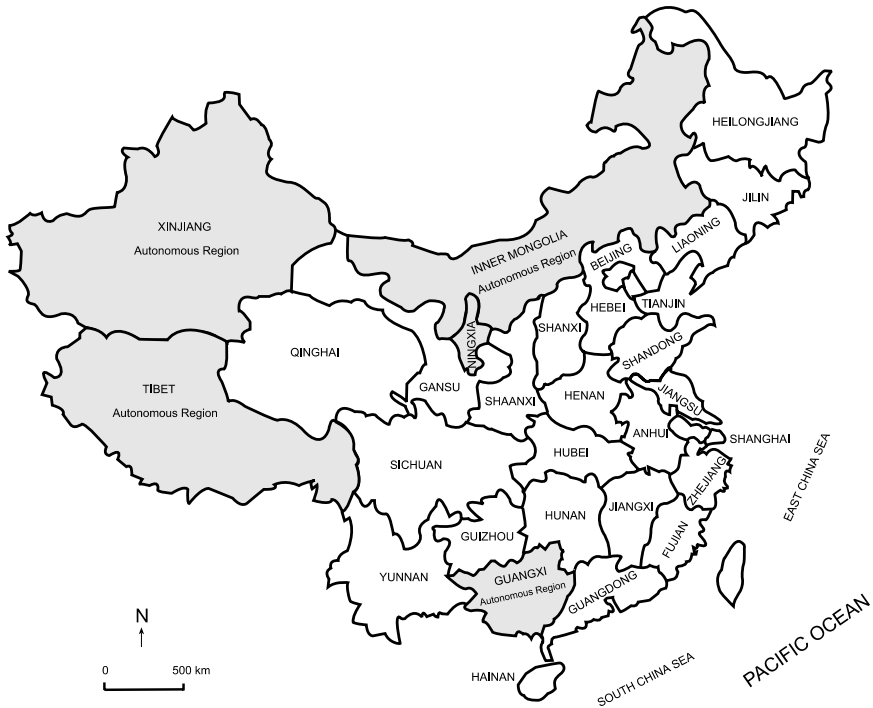 HEILONGJIANG
JILIN
LIAONING
XINJIANG
Autonomous Region
INNER MONGOLIA
Autonomous Region
BEIJING
HEBEI
TIANJIN
SHANXI
NINGXIA
QINGHAI
SHANDONG
TIBET
Autonomous Region
GANSU
SHAANXI
HENAN
JIANGSU
ANHUI
SHANGHAI
HUBEI
SICHUAN
ZHEJIANG
EAST CHINA SEA
HUNAN
JIANGXI
GUIZHOU
FUJIAN
YUNNAN
GUANGXI
Autonomous Region
GUANGDONG
N
0 500 km
HAINAN
SOUTH CHINA SEA
PACIFIC OCEAN